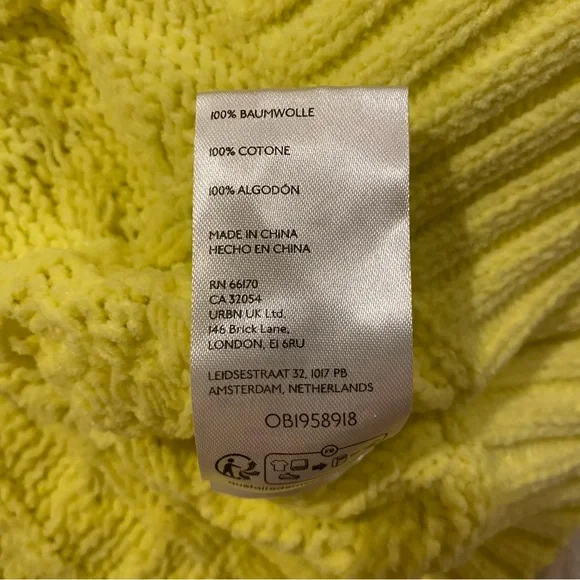 100% BAUMWOLLE
100% COTONE
100% ALGODÓN
MADE IN CHINA
HECHO EN CHINA
RN 66170
CA 32054
URBN UK Ltd.
146 Brick Lane,
LONDON, E1 6RU
LEIDSESTRAAT 32, 1017 PB
AMSTERDAM, NETHERLANDS
OB1958918
FR